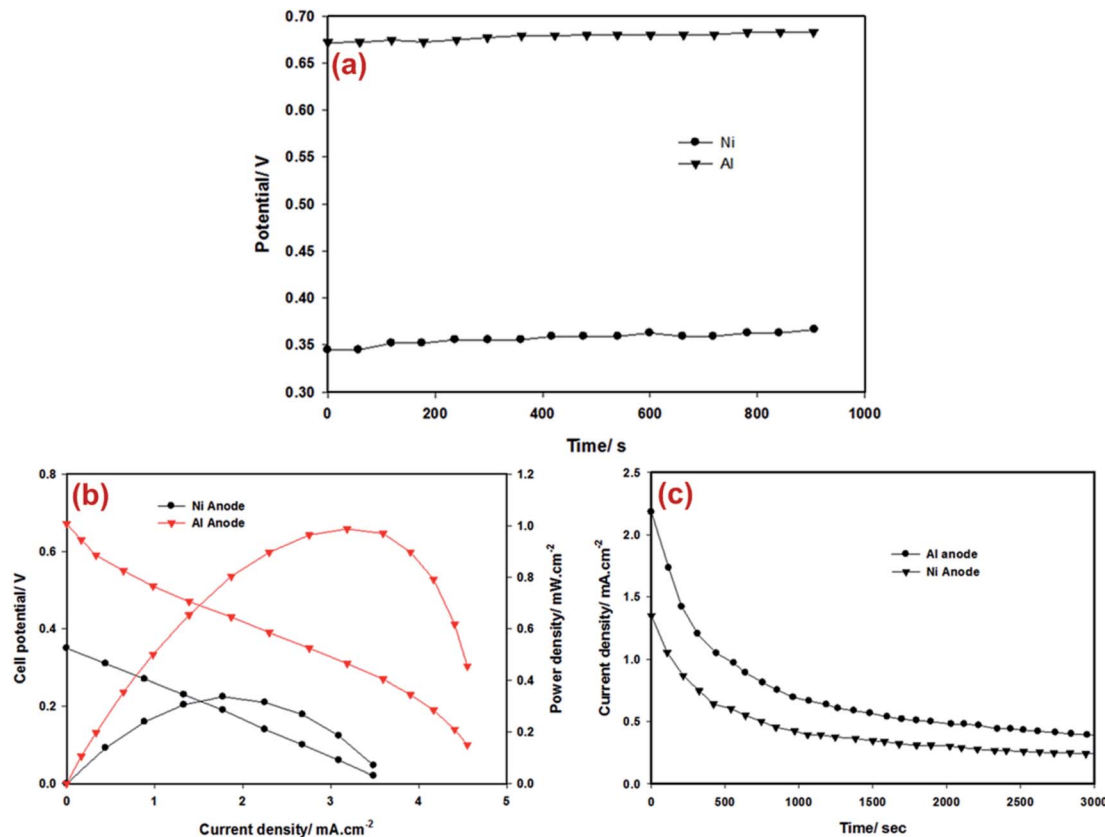 0.70
(a)
0.65
0.60
0.55
0.50
0.45
0.40
0.35
0.30
Potential/ V
Ni
Al
0 200 400 600 800 1000
Time/ s
0.8
0.6
0.4
0.2
0.0
Cell potential/ V
(b)
Ni Anode
Al Anode
1.2
1.0
0.8
0.6
0.4
0.2
0.0
Power density/ mW.cm-2
0 1 2 3 4 5
Current density/ mA.cm-2
2.5
2.0
1.5
1.0
0.5
0.0
Current density/ mA.cm-2
(c)
Al anode
Ni Anode
0 500 1000 1500 2000 2500 3000
Time/ sec